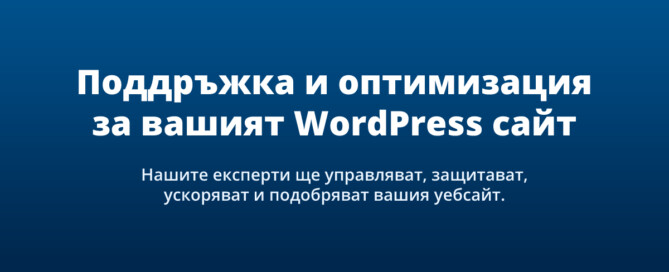 Поддръжка и оптимизация
за вашият WordPress сайт
Нашите експерти ще управляват, защитават,
ускоряват и подобряват вашия уебсайт.